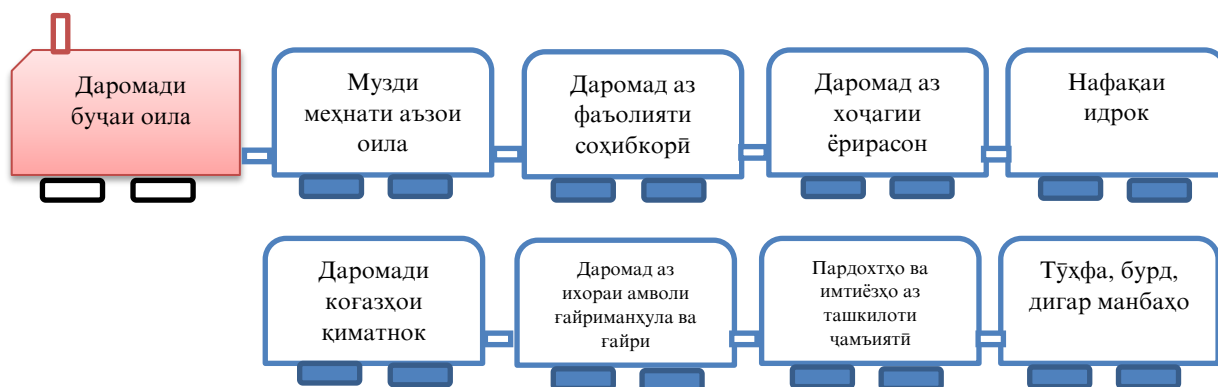 Даромади
буҷаи оила
Музди
меҳнати аъзои
оила
Даромад аз
фаъолияти
соҳибкорӣ
Даромад аз
хоҷагии
ёрирасон
Нафақаи
идрок
Даромади
коғазҳои
қиматнок
Даромад аз
ихораи амволи
ғайриманҳула ва
ғайри
Пардохтҳо ва
имтиёзҳо аз
ташкилоти
ҷамъиятӣ
Тӯҳфа, бурд,
дигар манбаҳо